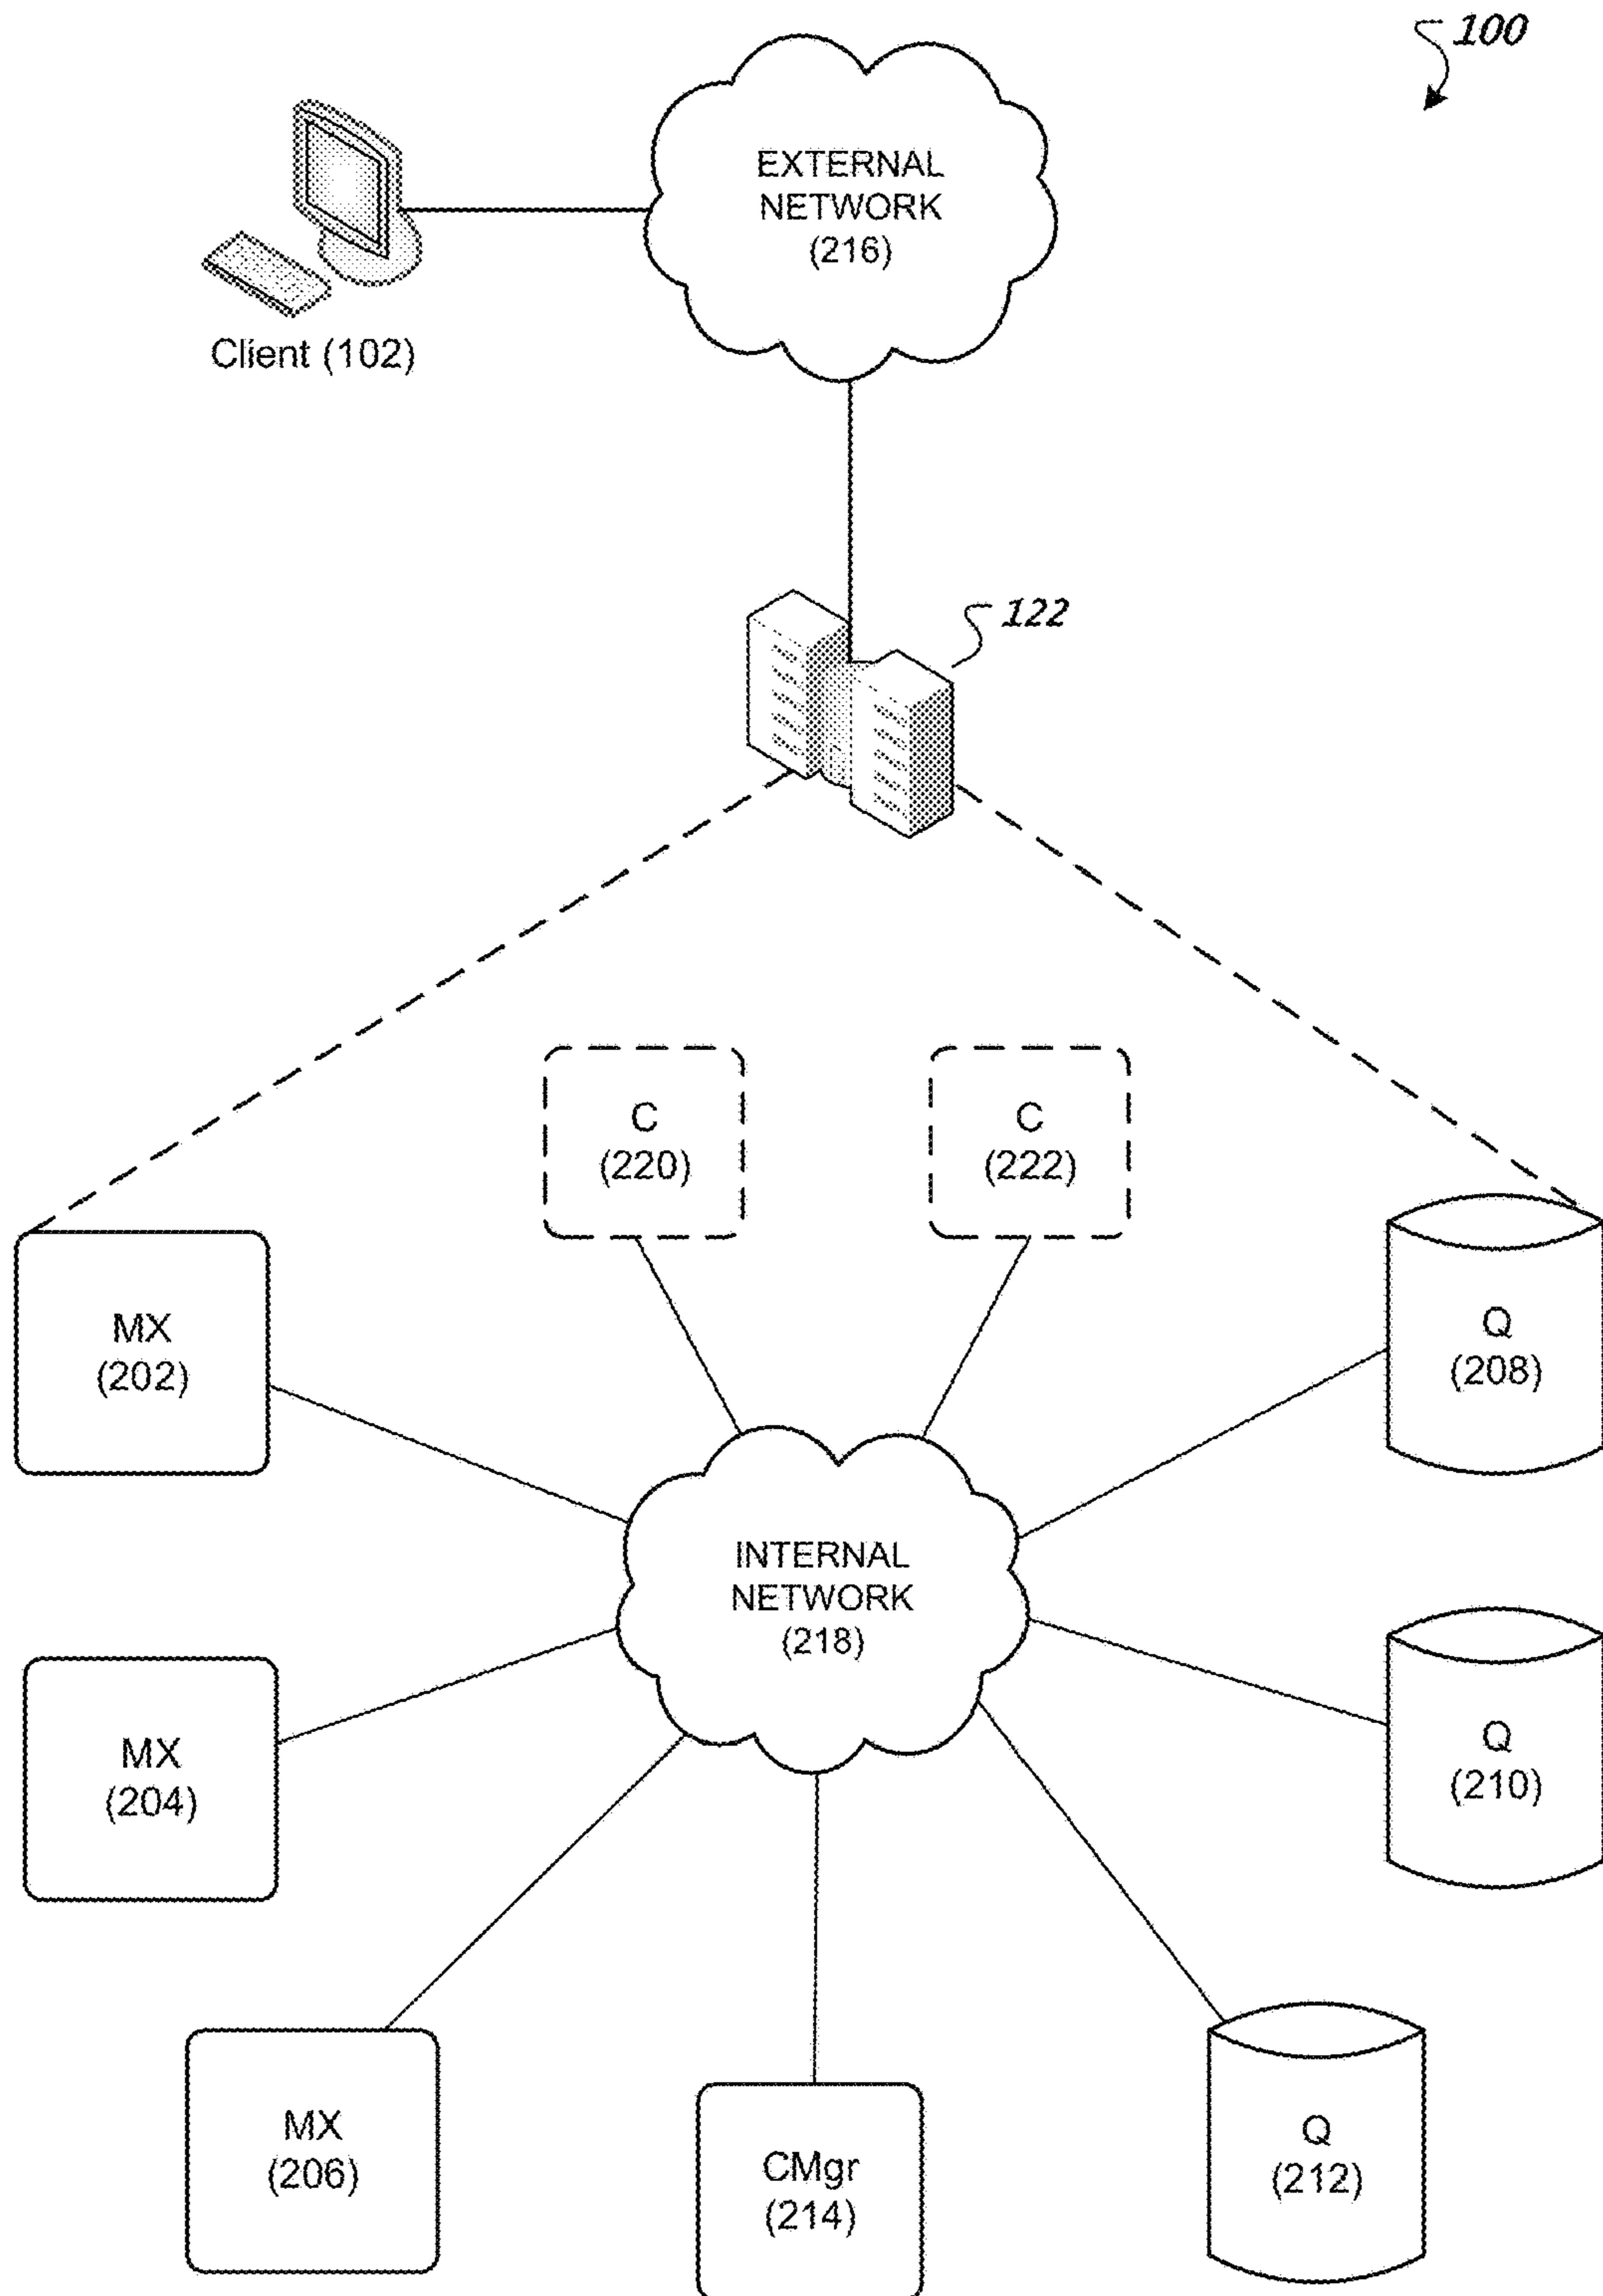 100
EXTERNAL
NETWORK
(216)
Client (102)
122
C
(220)
C
(222)
MX
(202)
Q
(208)
INTERNAL
NETWORK
(218)
MX
(204)
Q
(210)
MX
(206)
CMgr
(214)
Q
(212)